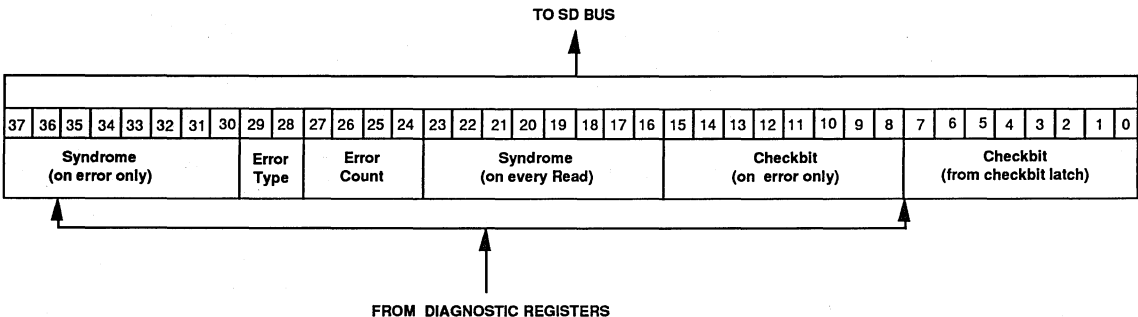 TO SD BUS
37 36 35 34 33 32 31 30 29 28 27 26 25 24 23 22 21 20 19 18 17 16 15 14 13 12 11 10 9 8 7 6 5 4 3 2 1 0
Syndrome (on error only)
Error Type
Error Count
Syndrome (on every Read)
Checkbit (on error only)
Checkbit (from checkbit latch)
FROM DIAGNOSTIC REGISTERS